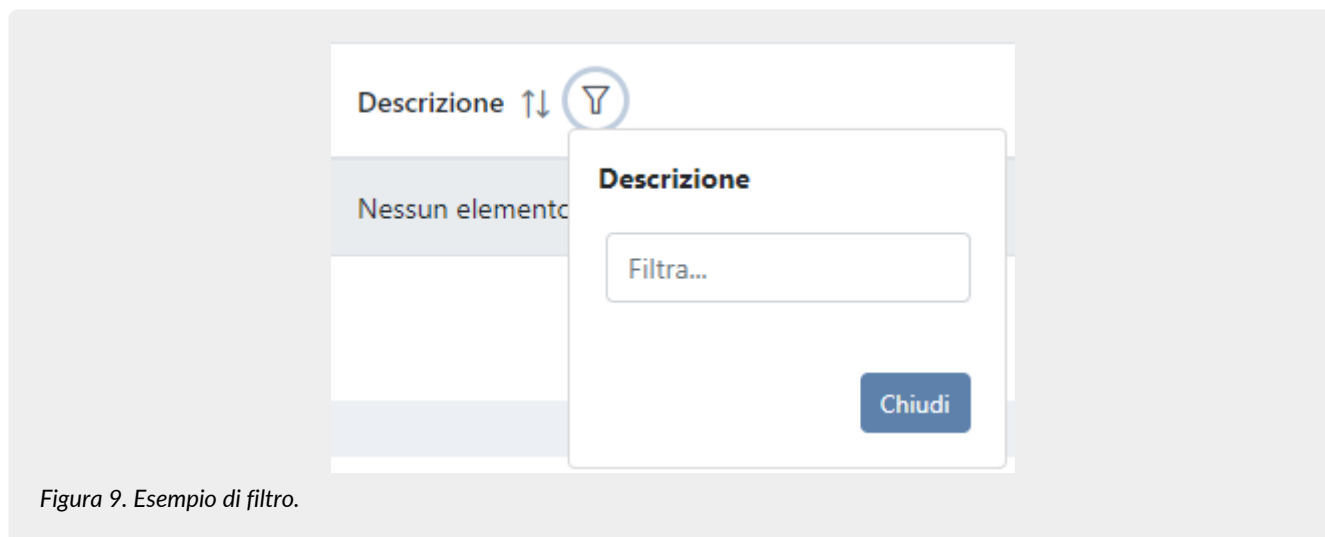 Descrizione
Descrizione
Nessun elemento
Filtra...
Chiudi
Figura 9. Esempio di filtro.